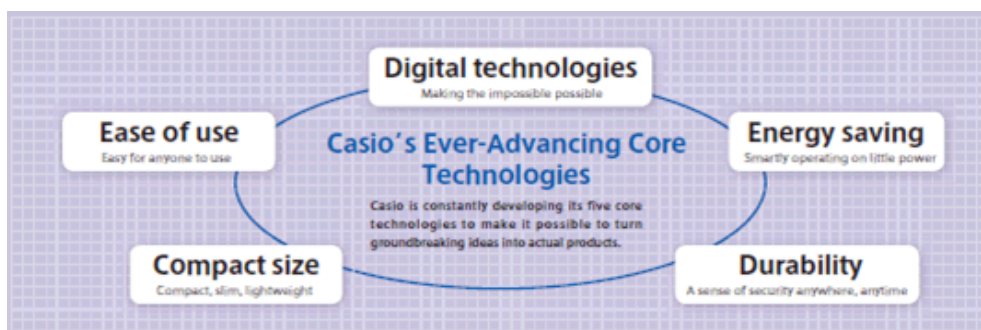 Digital technologies
Making the impossible possible
Ease of use
Easy for anyone to use
Energy saving
Smartly operating on little power
Casio's Ever-Advancing Core
Technologies
Casio is constantly developing its five core
technologies to make it possible to turn
groundbreaking ideas into actual products.
Compact size
Compact, slim, lightweight
Durability
A sense of security anywhere, anytime